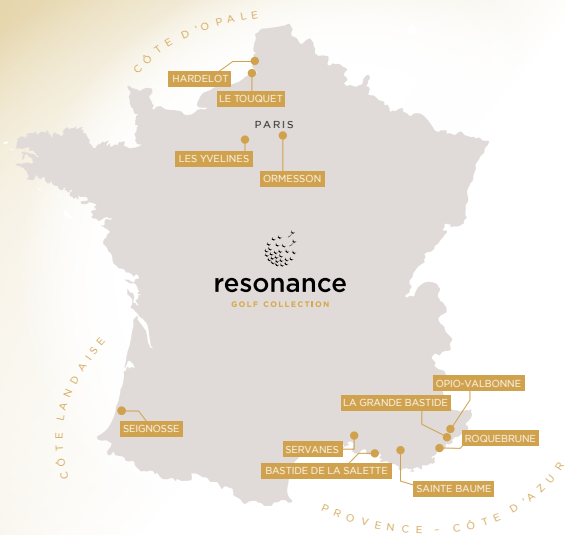 CÔTE D'OPALE
HARDELOT
LE TOUQUET
PARIS
LES YVELINES
ORMESSON
resonance
GOLF COLLECTION
CÔTE LANDAISE
SEIGNOSSE
OPIO-VALBONNE
LA GRANDE BASTIDE
ROQUEBRUNE
SERVANES
BASTIDE DE LA SALETTE
SAINTE BAUME
PROVENCE – CÔTE D'AZUR